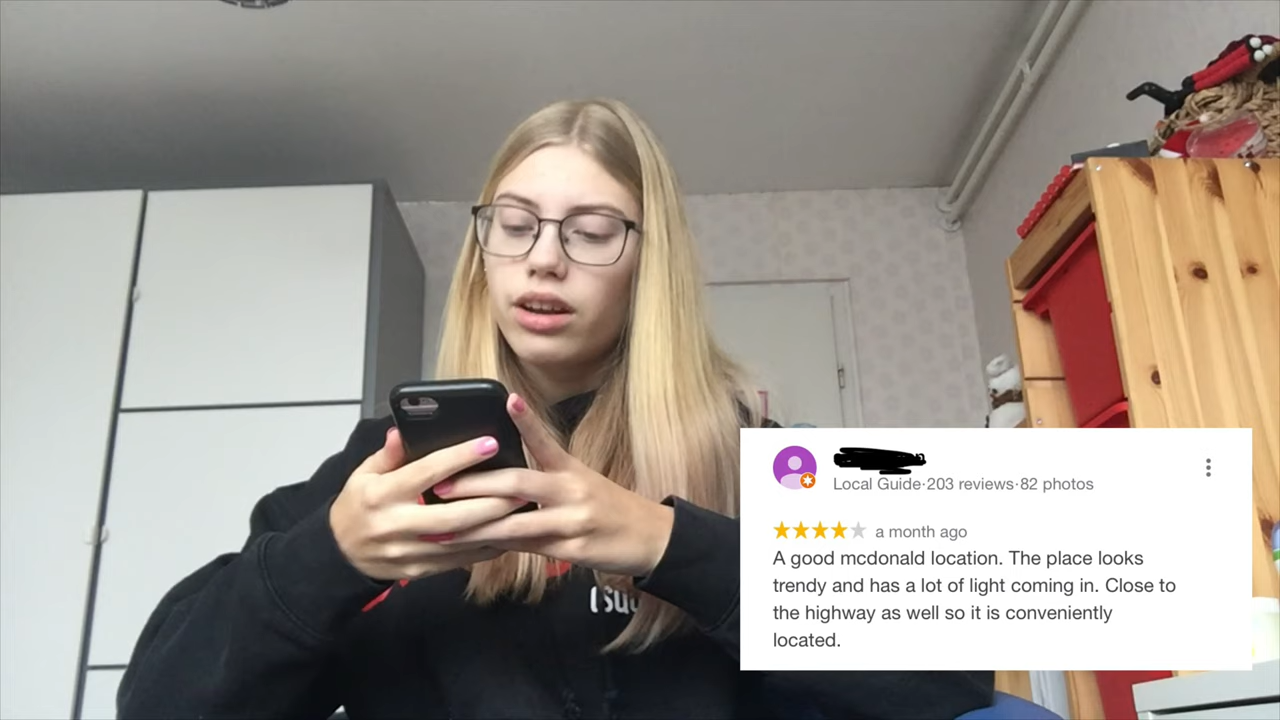 Local Guide·203 reviews·82 photos
a month ago
A good mcdonald location. The place looks
trendy and has a lot of light coming in. Close to
the highway as well so it is conveniently
located.